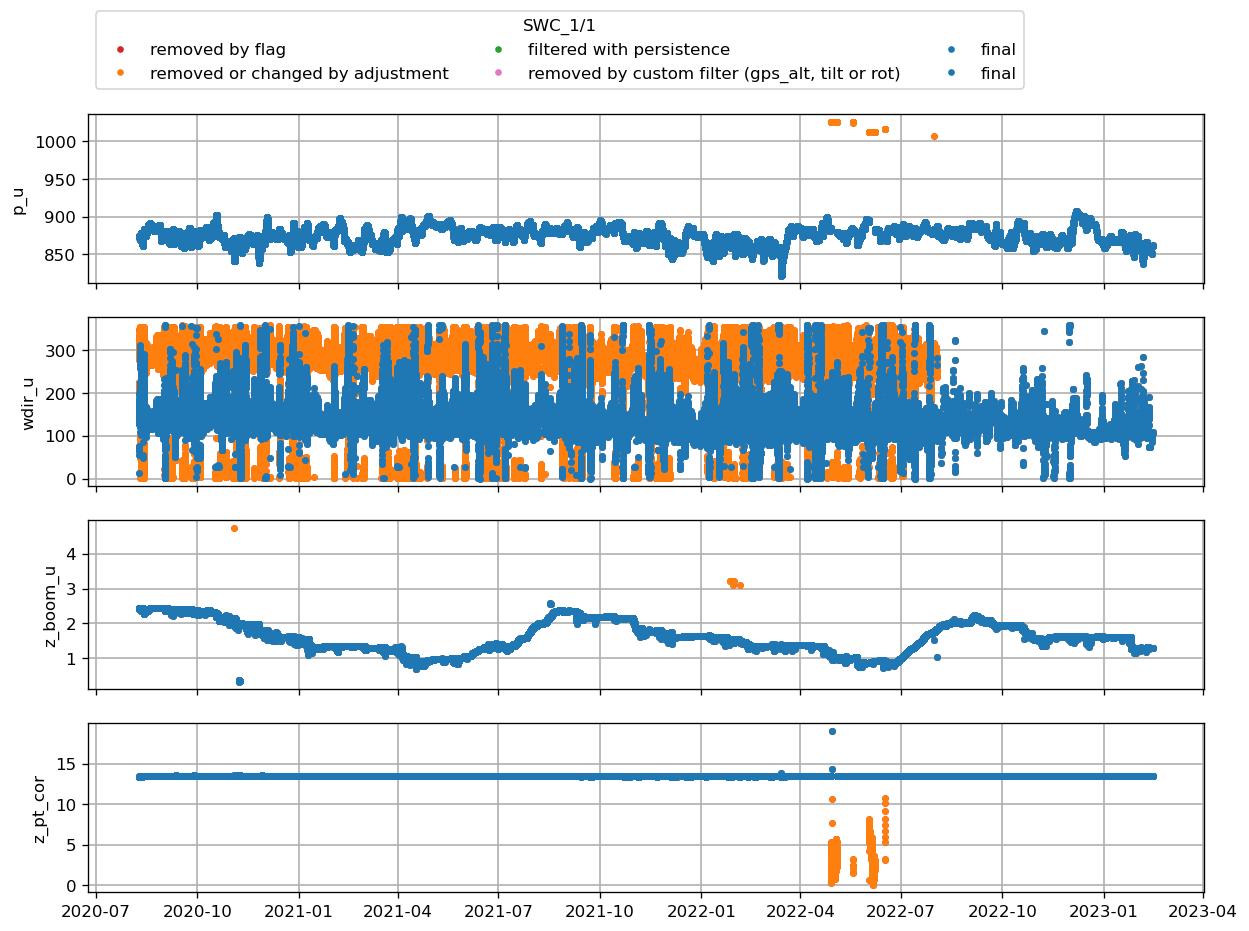 SWC_1/1
removed by flag
removed or changed by adjustment
filtered with persistence
removed by custom filter (gps_alt, tilt or rot)
final
final
p_u
1000
950
900
850
wdir_u
300
200
100
0
z_boom_u
4
3
2
1
z_pt_cor
15
10
5
0
2020-07 2020-10 2021-01 2021-04 2021-07 2021-10 2022-01 2022-04 2022-07 2022-10 2023-01 2023-04